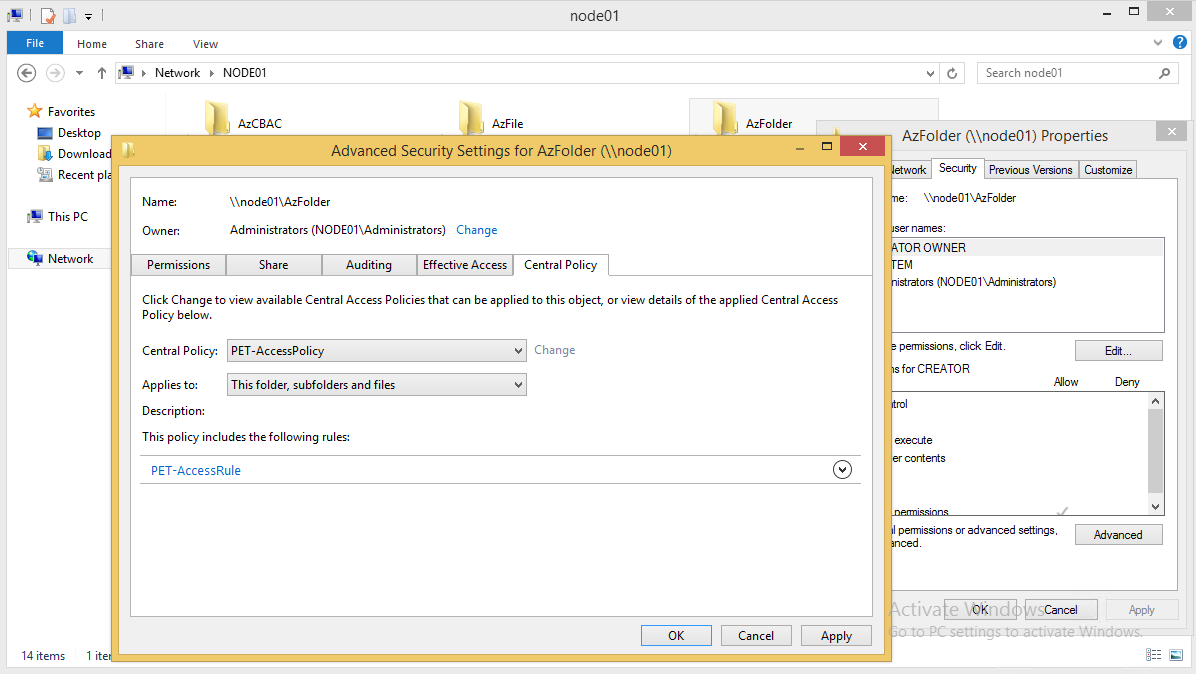 node01
File
Home
Share
View
Network
NODE01
Search node01
Favorites
Desktop
Download
Recent pla
This PC
Network
AzCBAC
AzFile
AzFolder
Advanced Security Settings for AzFolder (\\node01)
Name: \\node01\AzFolder
Owner: Administrators (NODE01\Administrators) Change
Permissions
Share
Auditing
Effective Access
Central Policy
Click Change to view available Central Access Policies that can be applied to this object, or view details of the applied Central Access
Policy below.
Central Policy: PET-AccessPolicy Change
Applies to: This folder, subfolders and files
Description:
This policy includes the following rules:
PET-AccessRule
OK
Cancel
Apply
AzFolder (\\node01) Properties
etwork
Security
Previous Versions
Customize
me: \\node01\AzFolder
user names:
ATOR OWNER
TEM
nistrators (NODE01\Administrators)
e permissions, click Edit.
Edit...
ns for CREATOR
Allow
Deny
ntrol
execute
er contents
permissions
l permissions or advanced settings,
anced.
Advanced
OK
Cancel
Apply
Activate Windows
Go to PC settings to activate Windows.
14 items
1 iter